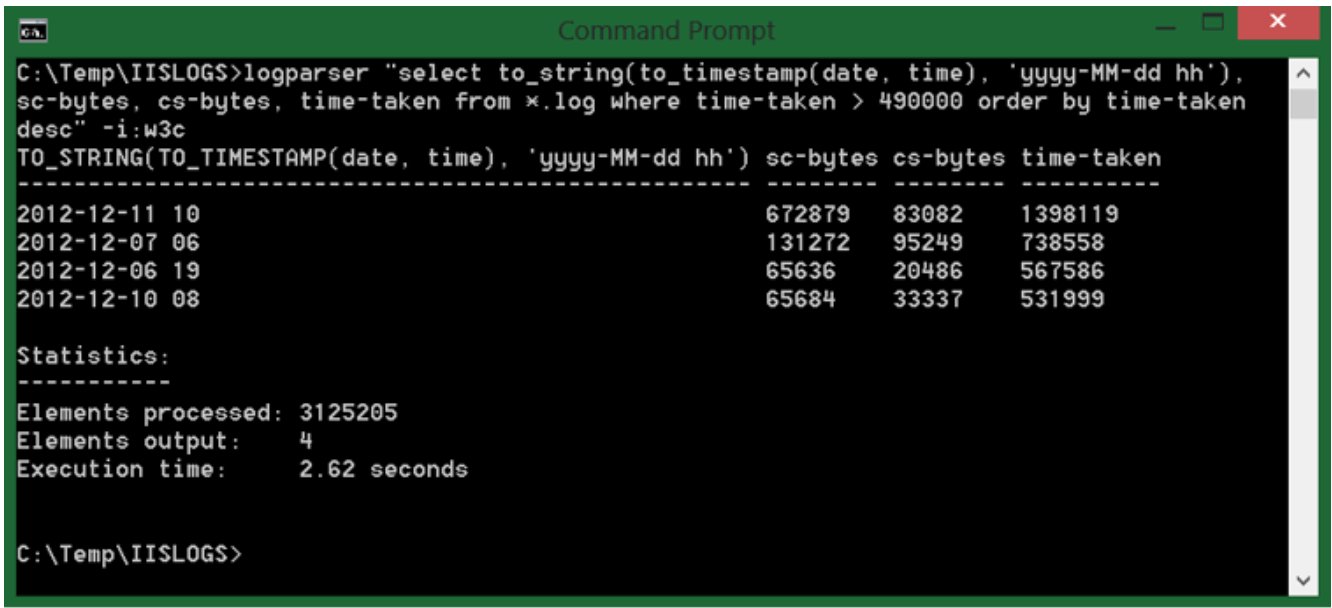 Command Prompt
C:\Temp\IISLOGS>logparser "select to_string(to_timestamp(date, time), 'yyyy-MM-dd hh'),
sc-bytes, cs-bytes, time-taken from *.log where time-taken > 490000 order by time-taken
desc" -i:w3c
TO_STRING(TO_TIMESTAMP(date, time), 'yyyy-MM-dd hh') sc-bytes cs-bytes time-taken
---------------------------------------------------- -------- -------- ----------
2012-12-11 10                                        672879   83082    1398119
2012-12-07 06                                        131272   95249    738558
2012-12-06 19                                        65636    20486    567586
2012-12-10 08                                        65684    33337    531999
Statistics:
-----------
Elements processed: 3125205
Elements output:    4
Execution time:     2.62 seconds
C:\Temp\IISLOGS>